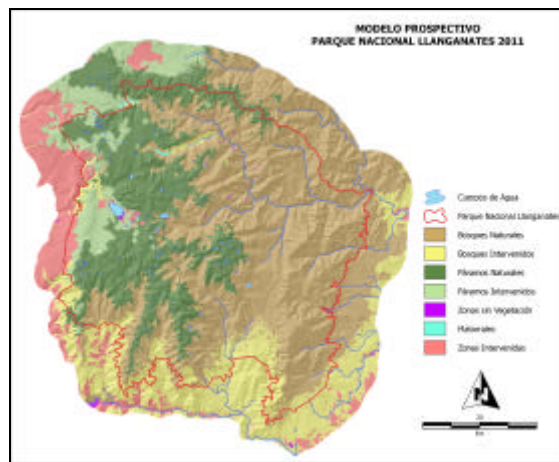 MODELO PROSPECTIVO
PARQUE NACIONAL LLANGANATES 2011
Cuerpos de Agua
Parque Nacional Llanganates
Bosques Naturales
Bosques Intervenidos
Páramos Naturales
Páramos Intervenidos
Zonas sin Vegetación
Matorrales
Zonas Intervenidas
N